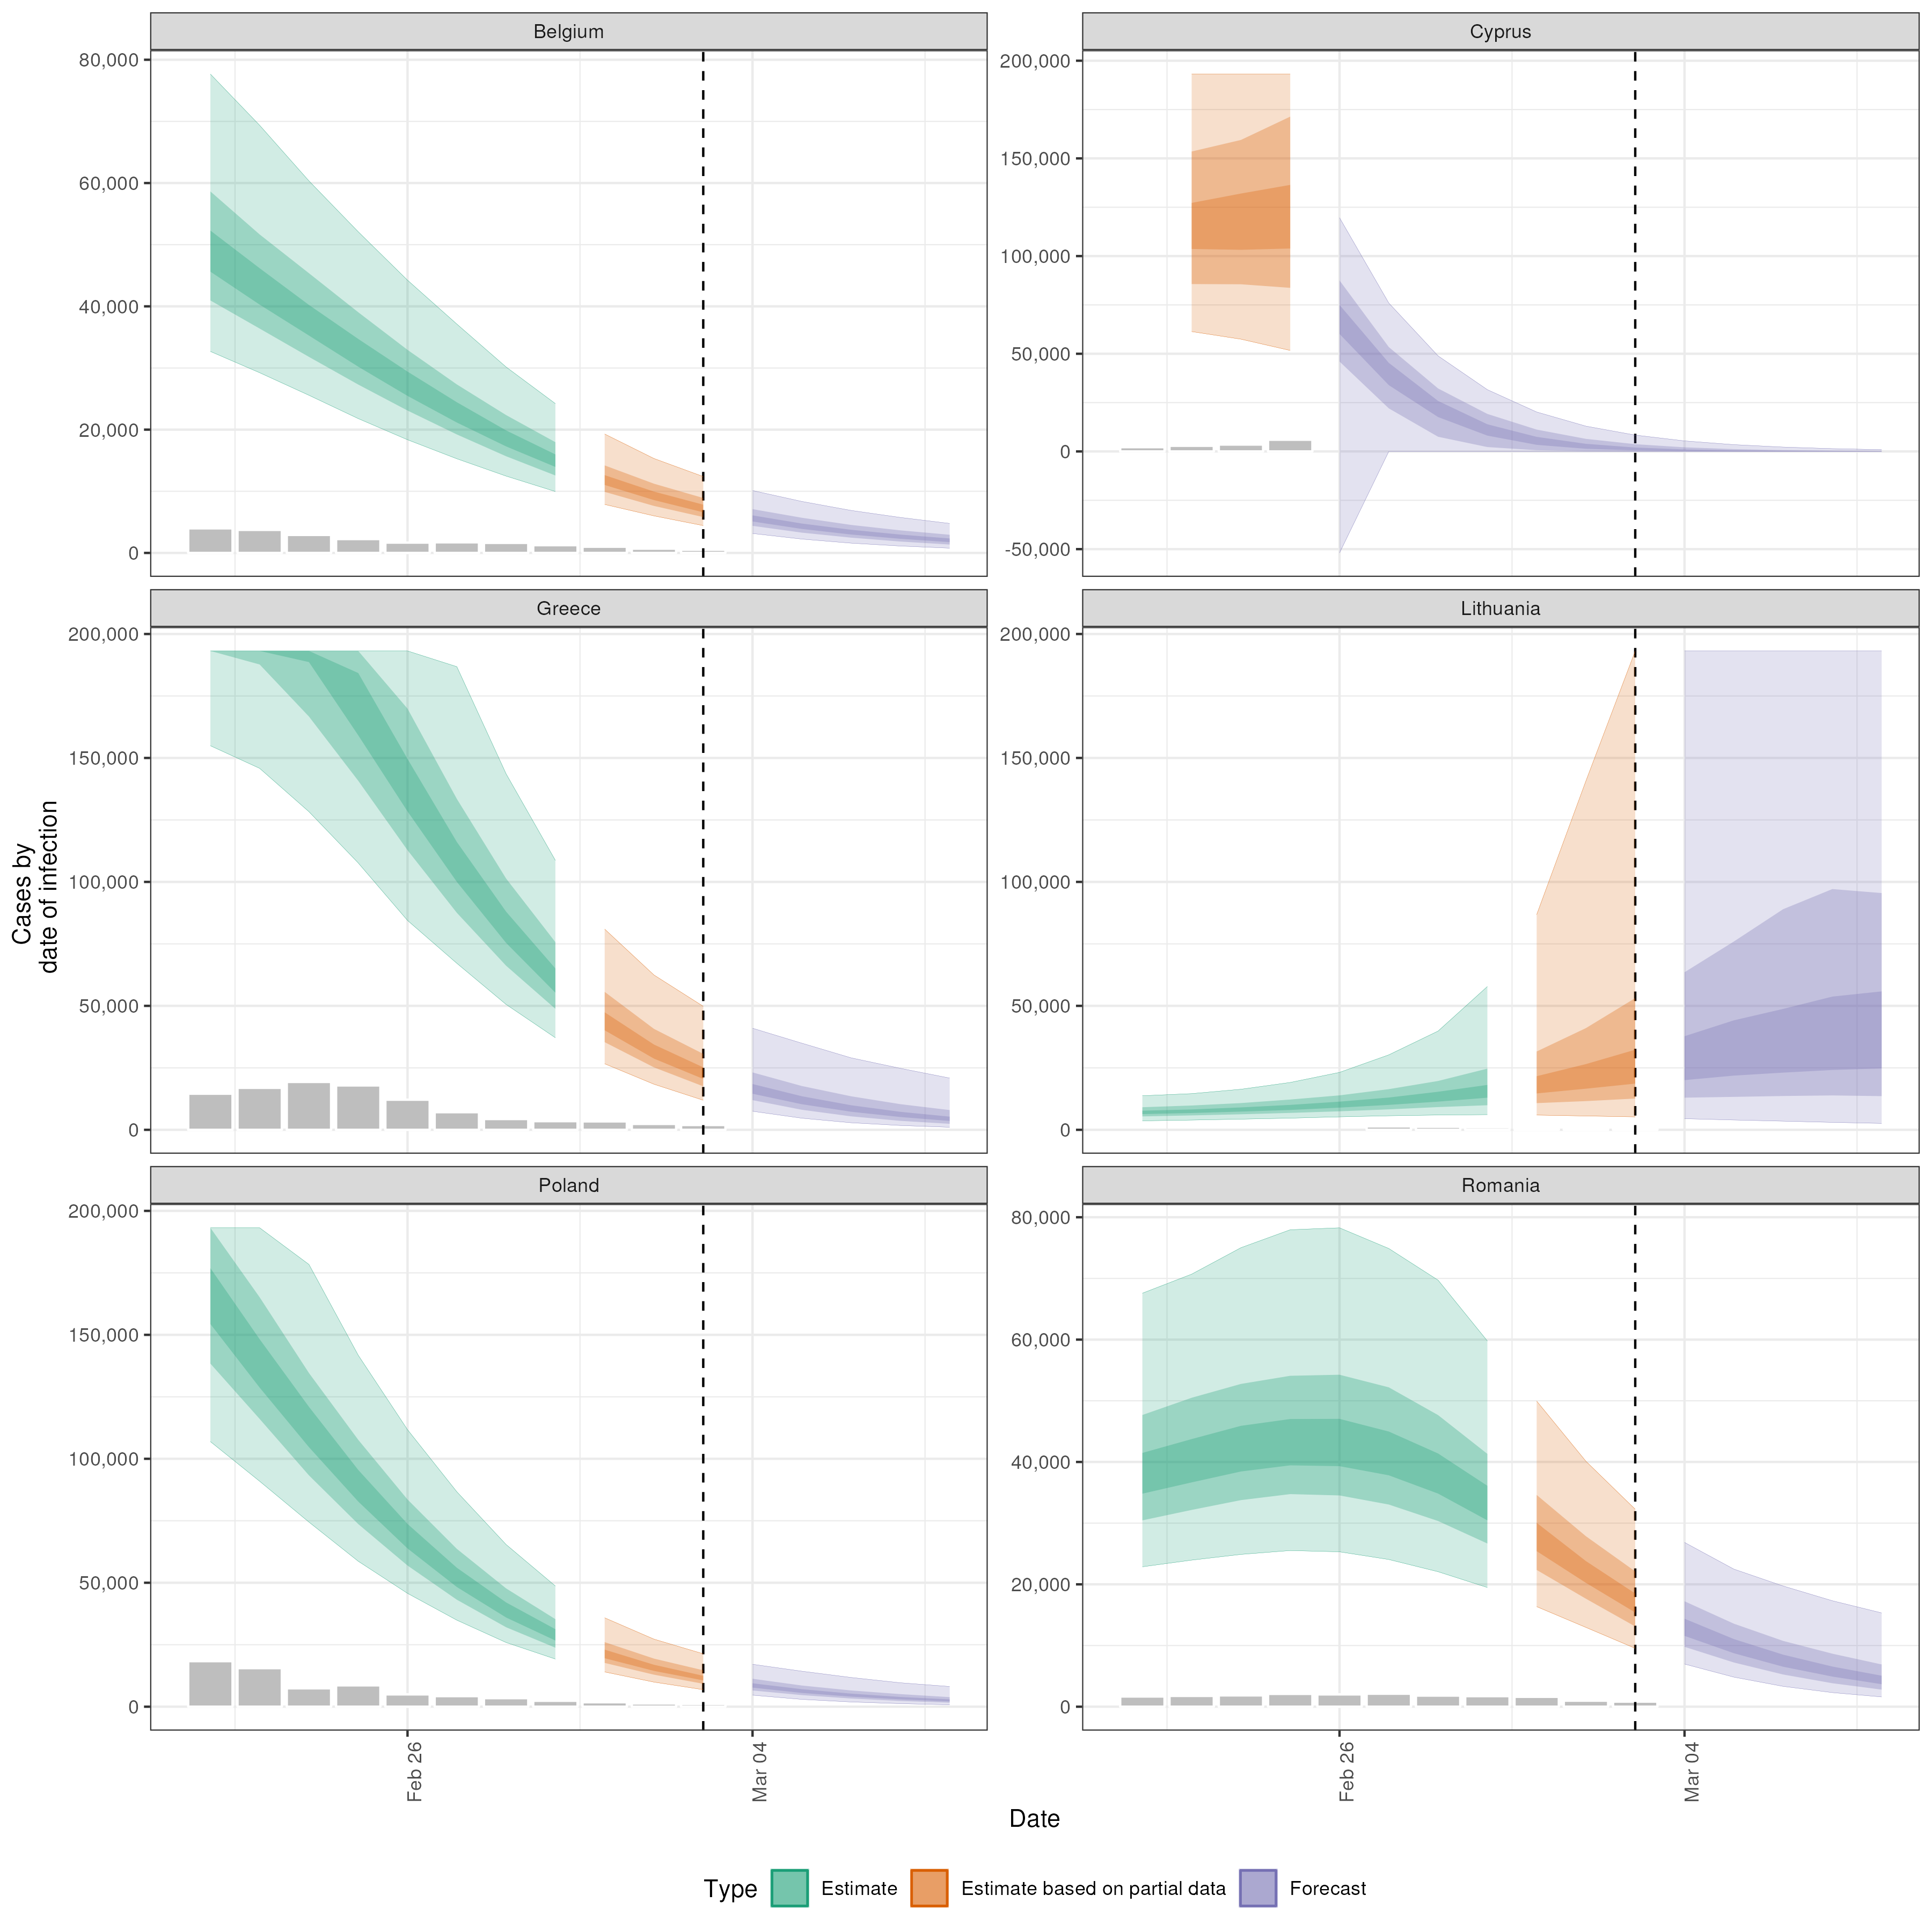 Belgium
Cyprus
80,000
60,000
40,000
20,000
0
200,000
150,000
100,000
50,000
0
-50,000
Greece
Lithuania
200,000
150,000
100,000
50,000
0
200,000
150,000
100,000
50,000
0
Cases by
date of infection
Poland
Romania
200,000
150,000
100,000
50,000
0
80,000
60,000
40,000
20,000
0
Feb 26
Mar 04
Feb 26
Mar 04
Date
Type Estimate Estimate based on partial data Forecast